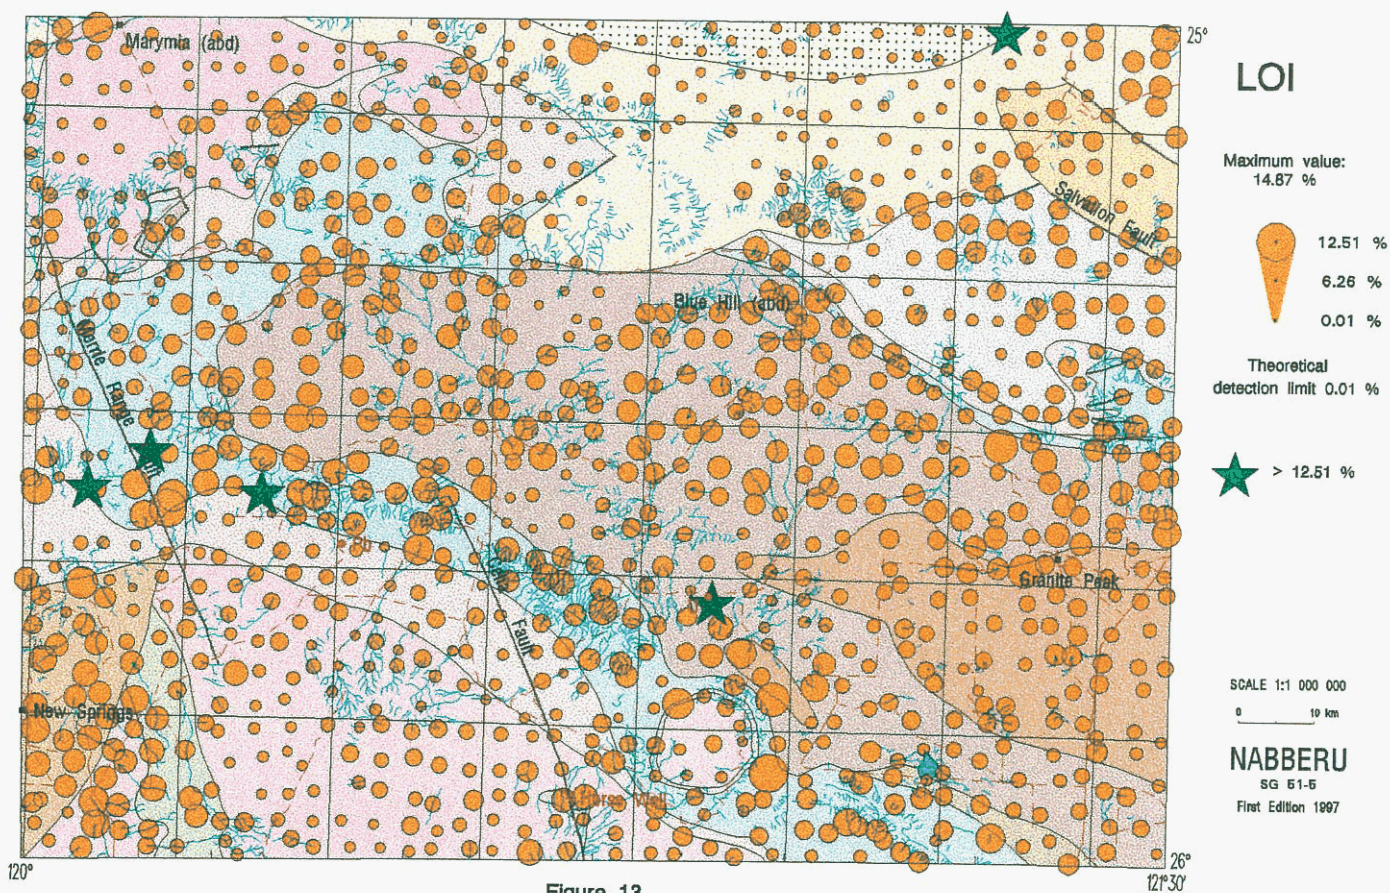 Marymia (abd)
25°
LOI
Maximum value:
14.87 %
12.51 %
6.26 %
0.01 %
Theoretical
detection limit 0.01 %
> 12.51 %
Salvation Fault
Blue Hill (abd)
Merrie Range
Fault
Granite Peak
New Springs
SCALE 1:1 000 000
0 10 km
NABBERU
SG 51-5
First Edition 1997
120°
26°
121°30'
Figure 13